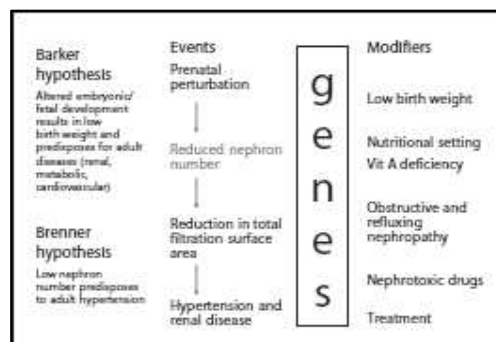 Barker
hypothesis
Altered embryonic/
fetal development
results in low
birth weight and
predisposes for adult
diseases (renal,
metabolic,
cardiovascular)
Brenner
hypothesis
Low nephron
number predisposes
to adult hypertension
Events
Prenatal
perturbation
Reduced nephron
number
Reduction in total
filtration surface
area
Hypertension and
renal disease
g
e
n
e
s
Modifiers
Low birth weight
Nutritional setting
Vit A deficiency
Obstructive and
refluxing
nephropathy
Nephrotoxic drugs
Treatment